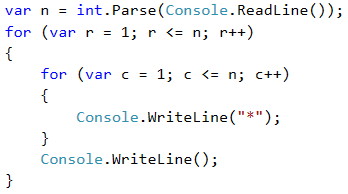 var n = int.Parse(Console.ReadLine());
for (var r = 1; r <= n; r++)
{
    for (var c = 1; c <= n; c++)
    {
        Console.WriteLine("*");
    }
    Console.WriteLine();
}